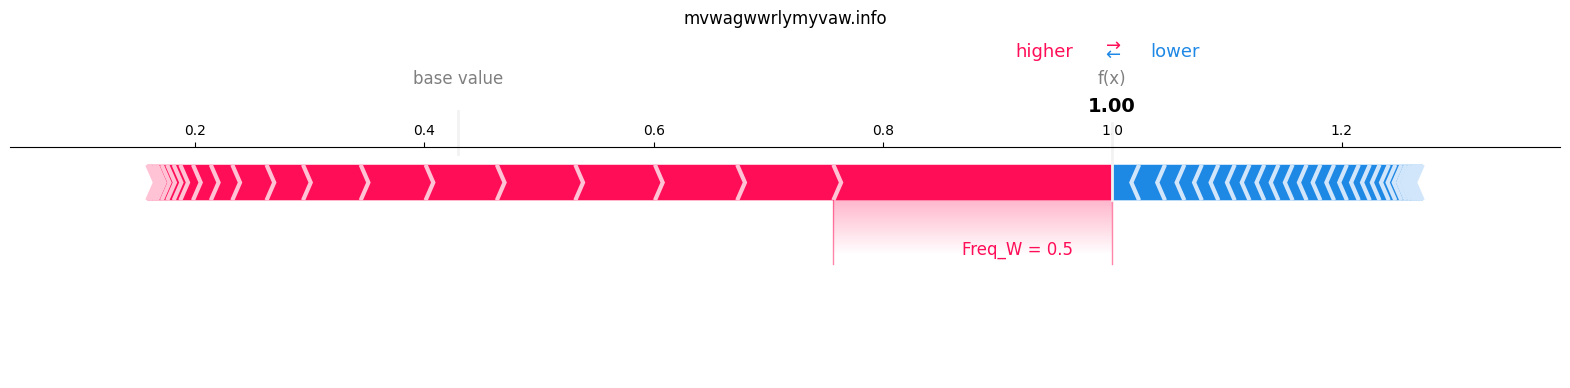 mvwagwwrlymyvaw.info
higher ⇄ lower
base value f(x)
1.00
0.2 0.4 0.6 0.8 1.0 1.2
Freq_W = 0.5